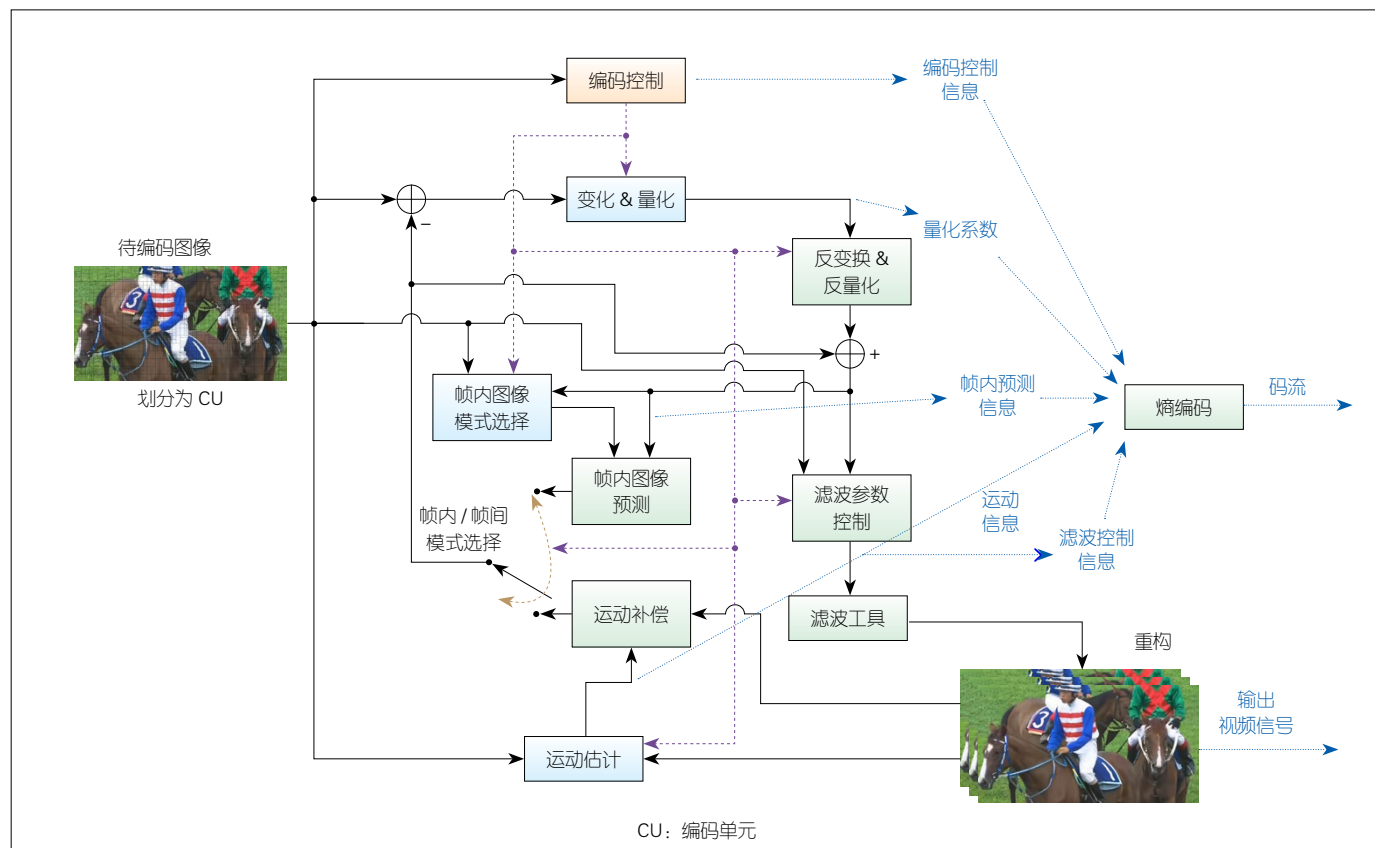 编码控制
编码控制
信息
变化 & 量化
量化系数
待编码图像
反变换 &
反量化
划分为 CU
帧内图像
模式选择
帧内预测
信息
熵编码
码流
帧内图像
预测
滤波参数
控制
运动
信息
滤波控制
信息
帧内 / 帧间
模式选择
运动补偿
滤波工具
重构
输出
视频信号
运动估计
CU：编码单元
−
+